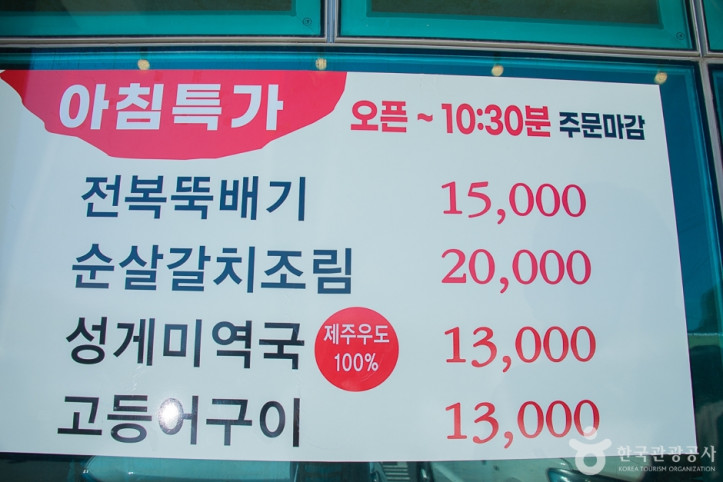 아침특가 오픈 ~ 10:30분 주문마감
전복뚝배기 15,000
순살갈치조림 20,000
성게미역국 제주우도 100% 13,000
고등어구이 13,000
한국관광공사
KOREA TOURISM ORGANIZATION